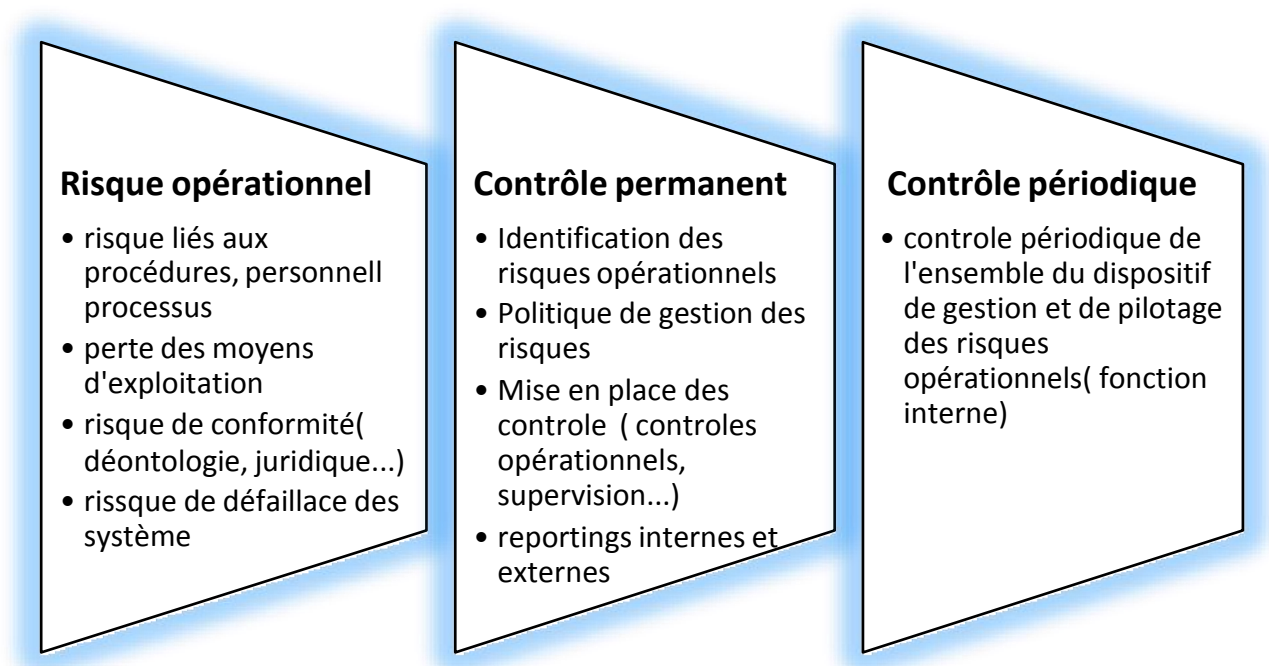 Risque opérationnel
• risque liés aux
procédures, personnell
processus
• perte des moyens
d'exploitation
• risque de conformité(
déontologie, juridique...)
• rissque de défaillace des
système
Contrôle permanent
• Identification des
risques opérationnels
• Politique de gestion des
risques
• Mise en place des
controle ( controles
opérationnels,
supervision...)
• reportings internes et
externes
Contrôle périodique
• controle périodique de
l'ensemble du dispositif
de gestion et de pilotage
des risques
opérationnels( fonction
interne)